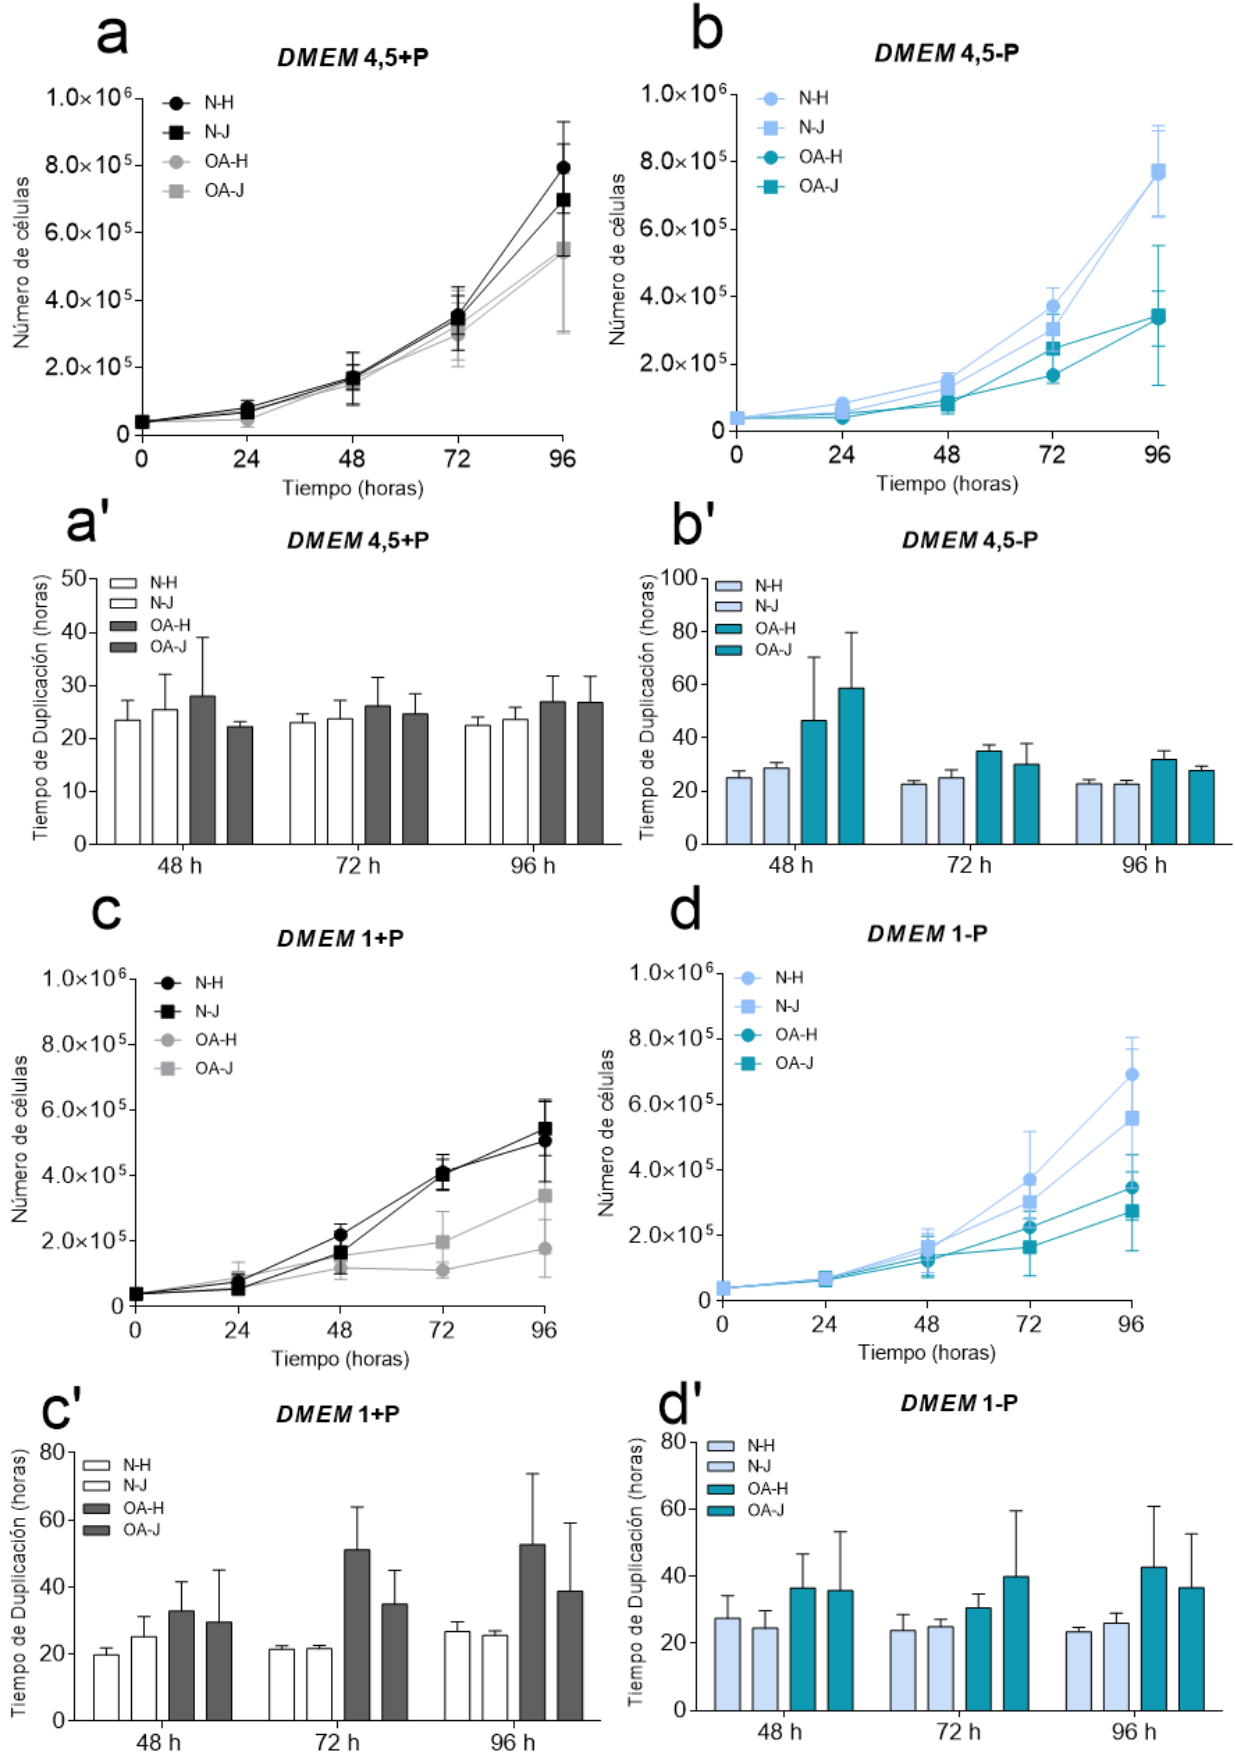 a
DMEM 4,5+P
1.0×10⁶
8.0×10⁵
6.0×10⁵
4.0×10⁵
2.0×10⁵
0
Número de células
N-H
N-J
OA-H
OA-J
0 24 48 72 96
Tiempo (horas)
b
DMEM 4,5-P
1.0×10⁶
8.0×10⁵
6.0×10⁵
4.0×10⁵
2.0×10⁵
0
Número de células
N-H
N-J
OA-H
OA-J
0 24 48 72 96
Tiempo (horas)
a'
DMEM 4,5+P
50
40
30
20
10
0
Tiempo de Duplicación (horas)
N-H
N-J
OA-H
OA-J
48 h 72 h 96 h
b'
DMEM 4,5-P
100
80
60
40
20
0
Tiempo de Duplicación (horas)
N-H
N-J
OA-H
OA-J
48 h 72 h 96 h
c
DMEM 1+P
1.0×10⁶
8.0×10⁵
6.0×10⁵
4.0×10⁵
2.0×10⁵
0
Número de células
N-H
N-J
OA-H
OA-J
0 24 48 72 96
Tiempo (horas)
d
DMEM 1-P
1.0×10⁶
8.0×10⁵
6.0×10⁵
4.0×10⁵
2.0×10⁵
0
Número de células
N-H
N-J
OA-H
OA-J
0 24 48 72 96
Tiempo (horas)
c'
DMEM 1+P
80
60
40
20
0
Tiempo de Duplicación (horas)
N-H
N-J
OA-H
OA-J
48 h 72 h 96 h
d'
DMEM 1-P
80
60
40
20
0
Tiempo de Duplicación (horas)
N-H
N-J
OA-H
OA-J
48 h 72 h 96 h